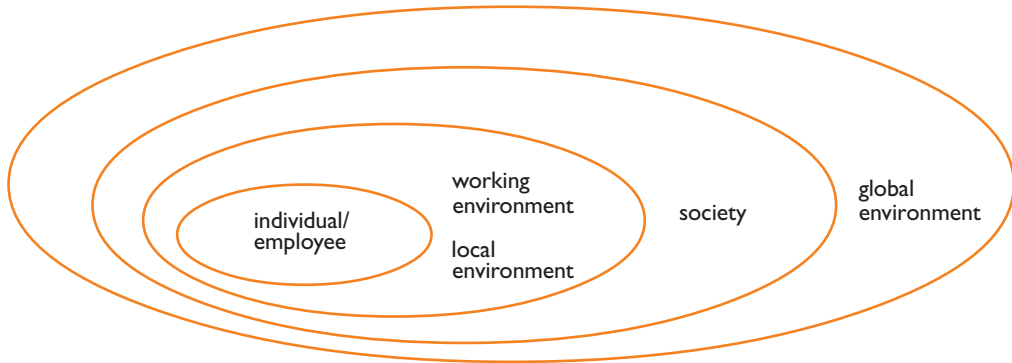 individual/
employee
working
environment
local
environment
society
global
environment